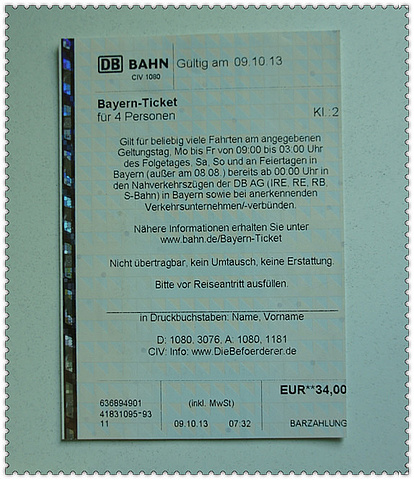 DB BAHN
CIV 1080
Gültig am 09.10.13
Bayern-Ticket
für 4 Personen Kl.:2
Gilt für beliebig viele Fahrten am angegebenen
Geltungstag, Mo bis Fr von 09:00 bis 03:00 Uhr
des Folgetages, Sa, So und an Feiertagen in
Bayern (außer am 08.08.) bereits ab 00:00 Uhr in
den Nahverkehrszügen der DB AG (IRE, RE, RB,
S-Bahn) in Bayern sowie bei anerkennenden
Verkehrsunternehmen/-verbünden.
Nähere Informationen erhalten Sie unter
www.bahn.de/Bayern-Ticket
Nicht übertragbar, kein Umtausch, keine Erstattung.
Bitte vor Reiseantritt ausfüllen.
in Druckbuchstaben: Name, Vorname
D: 1080, 3076, A: 1080, 1181
CIV: Info: www.DieBefoerderer.de
EUR**34,00
636894901 (inkl. MwSt)
41831095-93
11 09.10.13 07:32 BARZAHLUNG